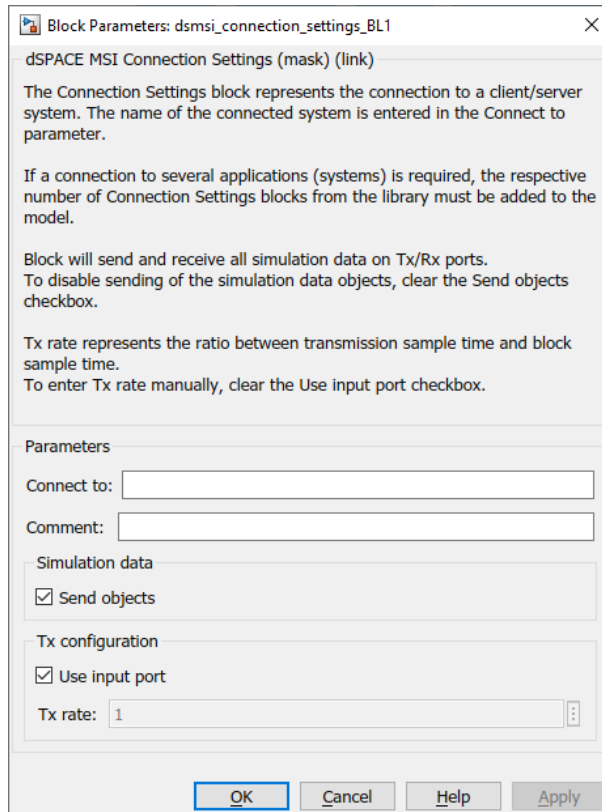 Block Parameters: dsmsi_connection_settings_BL1
dSPACE MSI Connection Settings (mask) (link)
The Connection Settings block represents the connection to a client/server
system. The name of the connected system is entered in the Connect to
parameter.
If a connection to several applications (systems) is required, the respective
number of Connection Settings blocks from the library must be added to the
model.
Block will send and receive all simulation data on Tx/Rx ports.
To disable sending of the simulation data objects, clear the Send objects
checkbox.
Tx rate represents the ratio between transmission sample time and block
sample time.
To enter Tx rate manually, clear the Use input port checkbox.
Parameters
Connect to:
Comment:
Simulation data
Send objects
Tx configuration
Use input port
Tx rate: 1
OK Cancel Help Apply